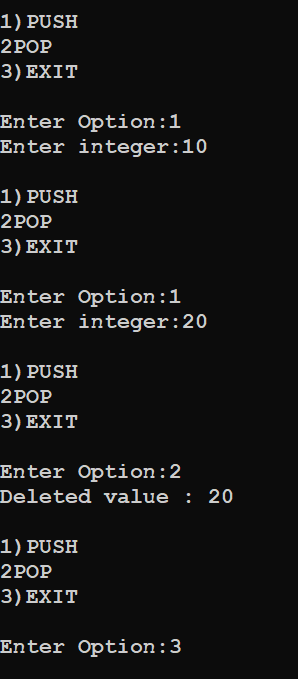 1)PUSH
2POP
3)EXIT
Enter Option:1
Enter integer:10
1)PUSH
2POP
3)EXIT
Enter Option:1
Enter integer:20
1)PUSH
2POP
3)EXIT
Enter Option:2
Deleted value : 20
1)PUSH
2POP
3)EXIT
Enter Option:3